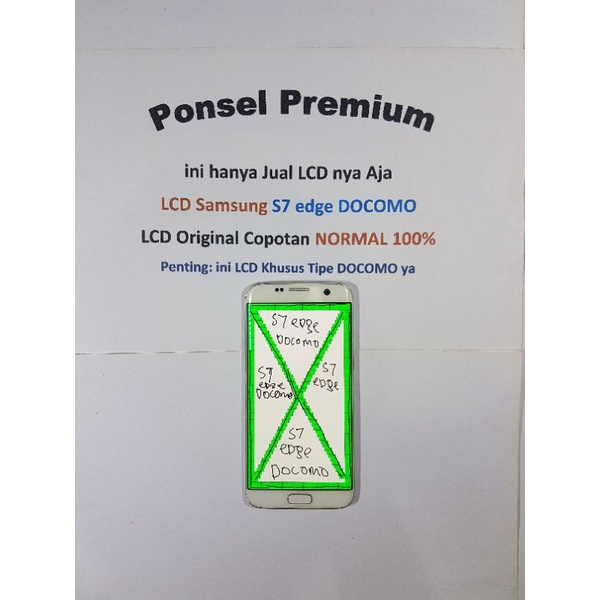 Ponsel Premium
ini hanya Jual LCD nya Aja
LCD Samsung S7 edge DOCOMO
LCD Original Copotan NORMAL 100%
Penting: ini LCD Khusus Tipe DOCOMO ya
S7 edge
DOCOMO
S7
edge
DOCOMO
S7
edge
S7
edge
DOCOMO